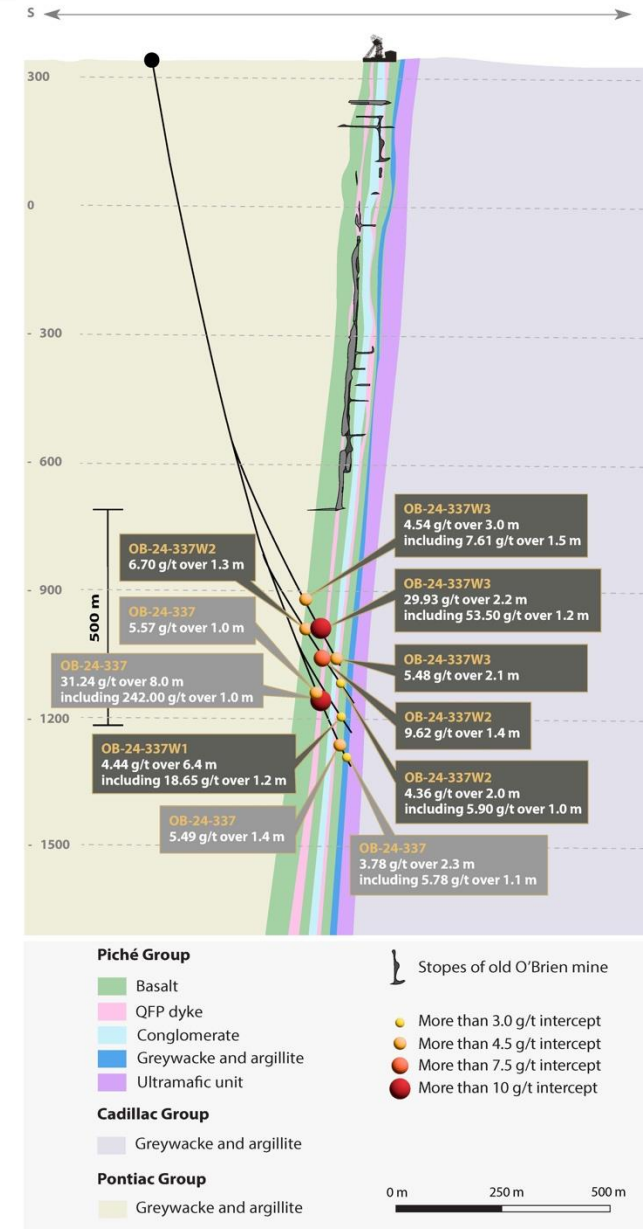 S
300
0
- 300
- 600
- 900
- 1200
- 1500
500 m
OB-24-337W3
4.54 g/t over 3.0 m
including 7.61 g/t over 1.5 m
OB-24-337W2
6.70 g/t over 1.3 m
OB-24-337W3
29.93 g/t over 2.2 m
including 53.50 g/t over 1.2 m
OB-24-337
5.57 g/t over 1.0 m
OB-24-337W3
5.48 g/t over 2.1 m
OB-24-337
31.24 g/t over 8.0 m
including 242.00 g/t over 1.0 m
OB-24-337W2
9.62 g/t over 1.4 m
OB-24-337W1
4.44 g/t over 6.4 m
including 18.65 g/t over 1.2 m
OB-24-337W2
4.36 g/t over 2.0 m
including 5.90 g/t over 1.0 m
OB-24-337
5.49 g/t over 1.4 m
OB-24-337
3.78 g/t over 2.3 m
including 5.78 g/t over 1.1 m
Piché Group
Basalt
QFP dyke
Conglomerate
Greywacke and argillite
Ultramafic unit
Cadillac Group
Greywacke and argillite
Pontiac Group
Greywacke and argillite
Stopes of old O’Brien mine
More than 3.0 g/t intercept
More than 4.5 g/t intercept
More than 7.5 g/t intercept
More than 10 g/t intercept
0 m 250 m 500 m